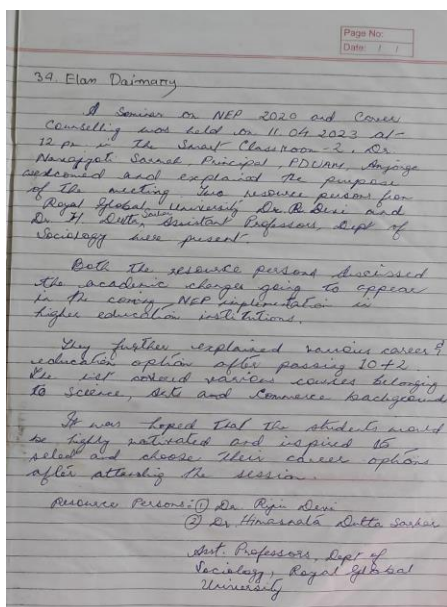 Page No:
Date: / /
34. Elan Daimary
A Seminar on NEP 2020 and Career
Counselling was held on 11.04.2023 at
12 pm in the Smart Classroom-2. Dr
Principal, PDUAM,
welcomed and explained the purpose
of the meeting two resource persons from
Royal Global University Dr. R. Devi and
Dr. H Dutta Sarkar, Assistant Professors, Dept of
Sociology were present.
Both the resource persons discussed
the academic changes going to appear
in the coming NEP implementation in
higher education institutions.
They further explained various career &
education option after passing 10+2
The list various courses belonging
to Science, Arts and Commerce background
It was hoped that the students would
be highly motivated and inspired to
select and choose their career options
after attending the session.
Resource Persons: ① Dr Devi
② Dr Dutta Sarkar
Asst. Professors, Dept of
Sociology, Royal Global
University